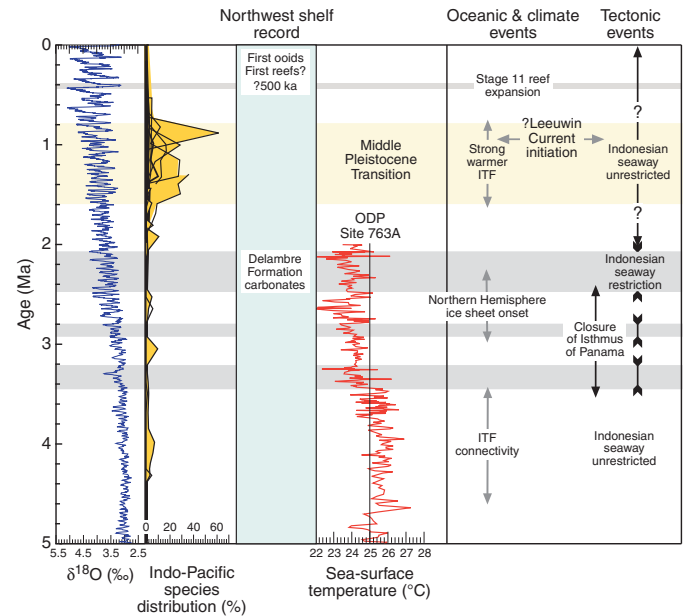 Northwest shelf
record
Oceanic & climate
events
Tectonic
events
0
1
2
3
4
5
Age (Ma)
First ooids
First reefs?
?500 ka
Stage 11 reef
expansion
?
?Leeuwin
Current
initiation
Middle
Pleistocene
Transition
Strong
warmer
ITF
Indonesian
seaway
unrestricted
?
ODP
Site 763A
Delambre
Formation
carbonates
Indonesian
seaway
restriction
Northern Hemisphere
ice sheet onset
Closure
of Isthmus
of Panama
ITF
connectivity
Indonesian
seaway
unrestricted
0 20 40 60
5.5 4.5 3.5 2.5
22 23 24 25 26 27 28
δ18O (‰)
Indo-Pacific
species
distribution (%)
Sea-surface
temperature (°C)